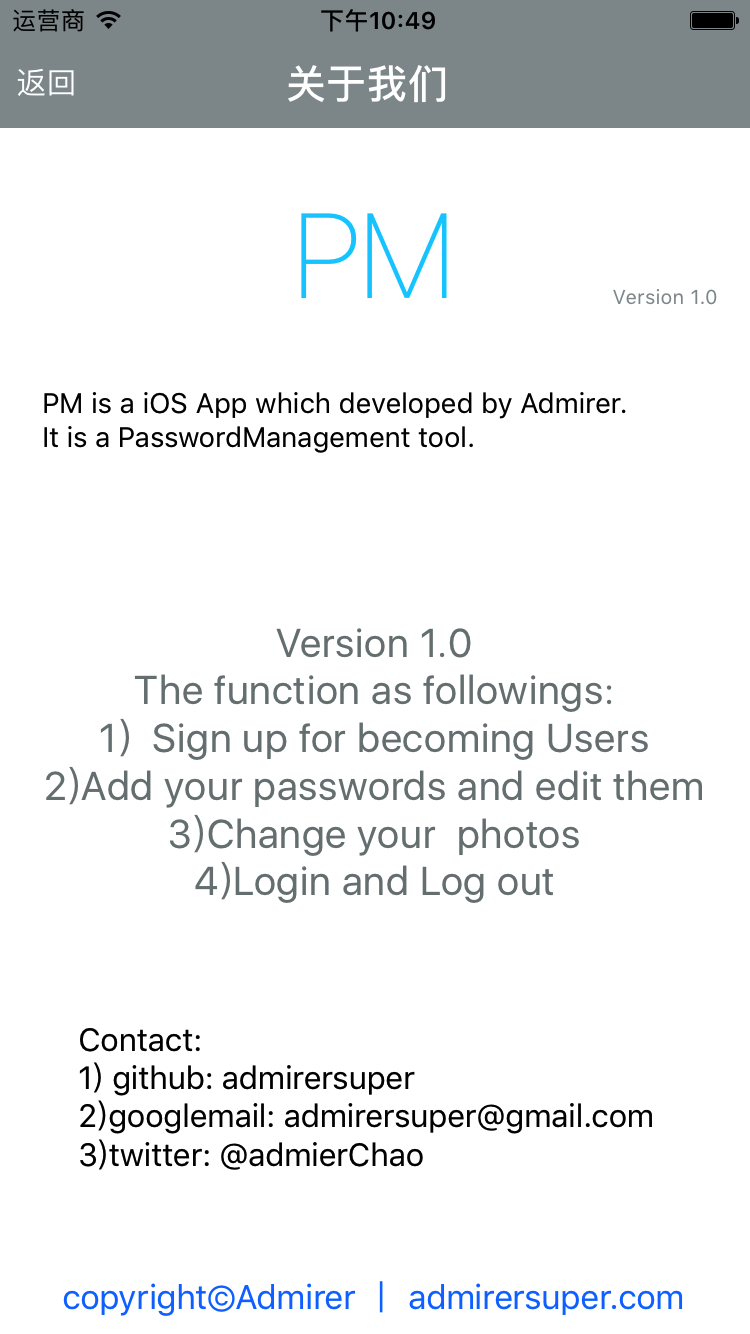 运营商 下午10:49
返回 关于我们
PM
Version 1.0
PM is a iOS App which developed by Admirer.
It is a PasswordManagement tool.
Version 1.0
The function as followings:
1)  Sign up for becoming Users
2)Add your passwords and edit them
3)Change your  photos
4)Login and Log out
Contact:
1) github: admirersuper
2)googlemail: admirersuper@gmail.com
3)twitter: @admierChao
copyright©Admirer | admirersuper.com